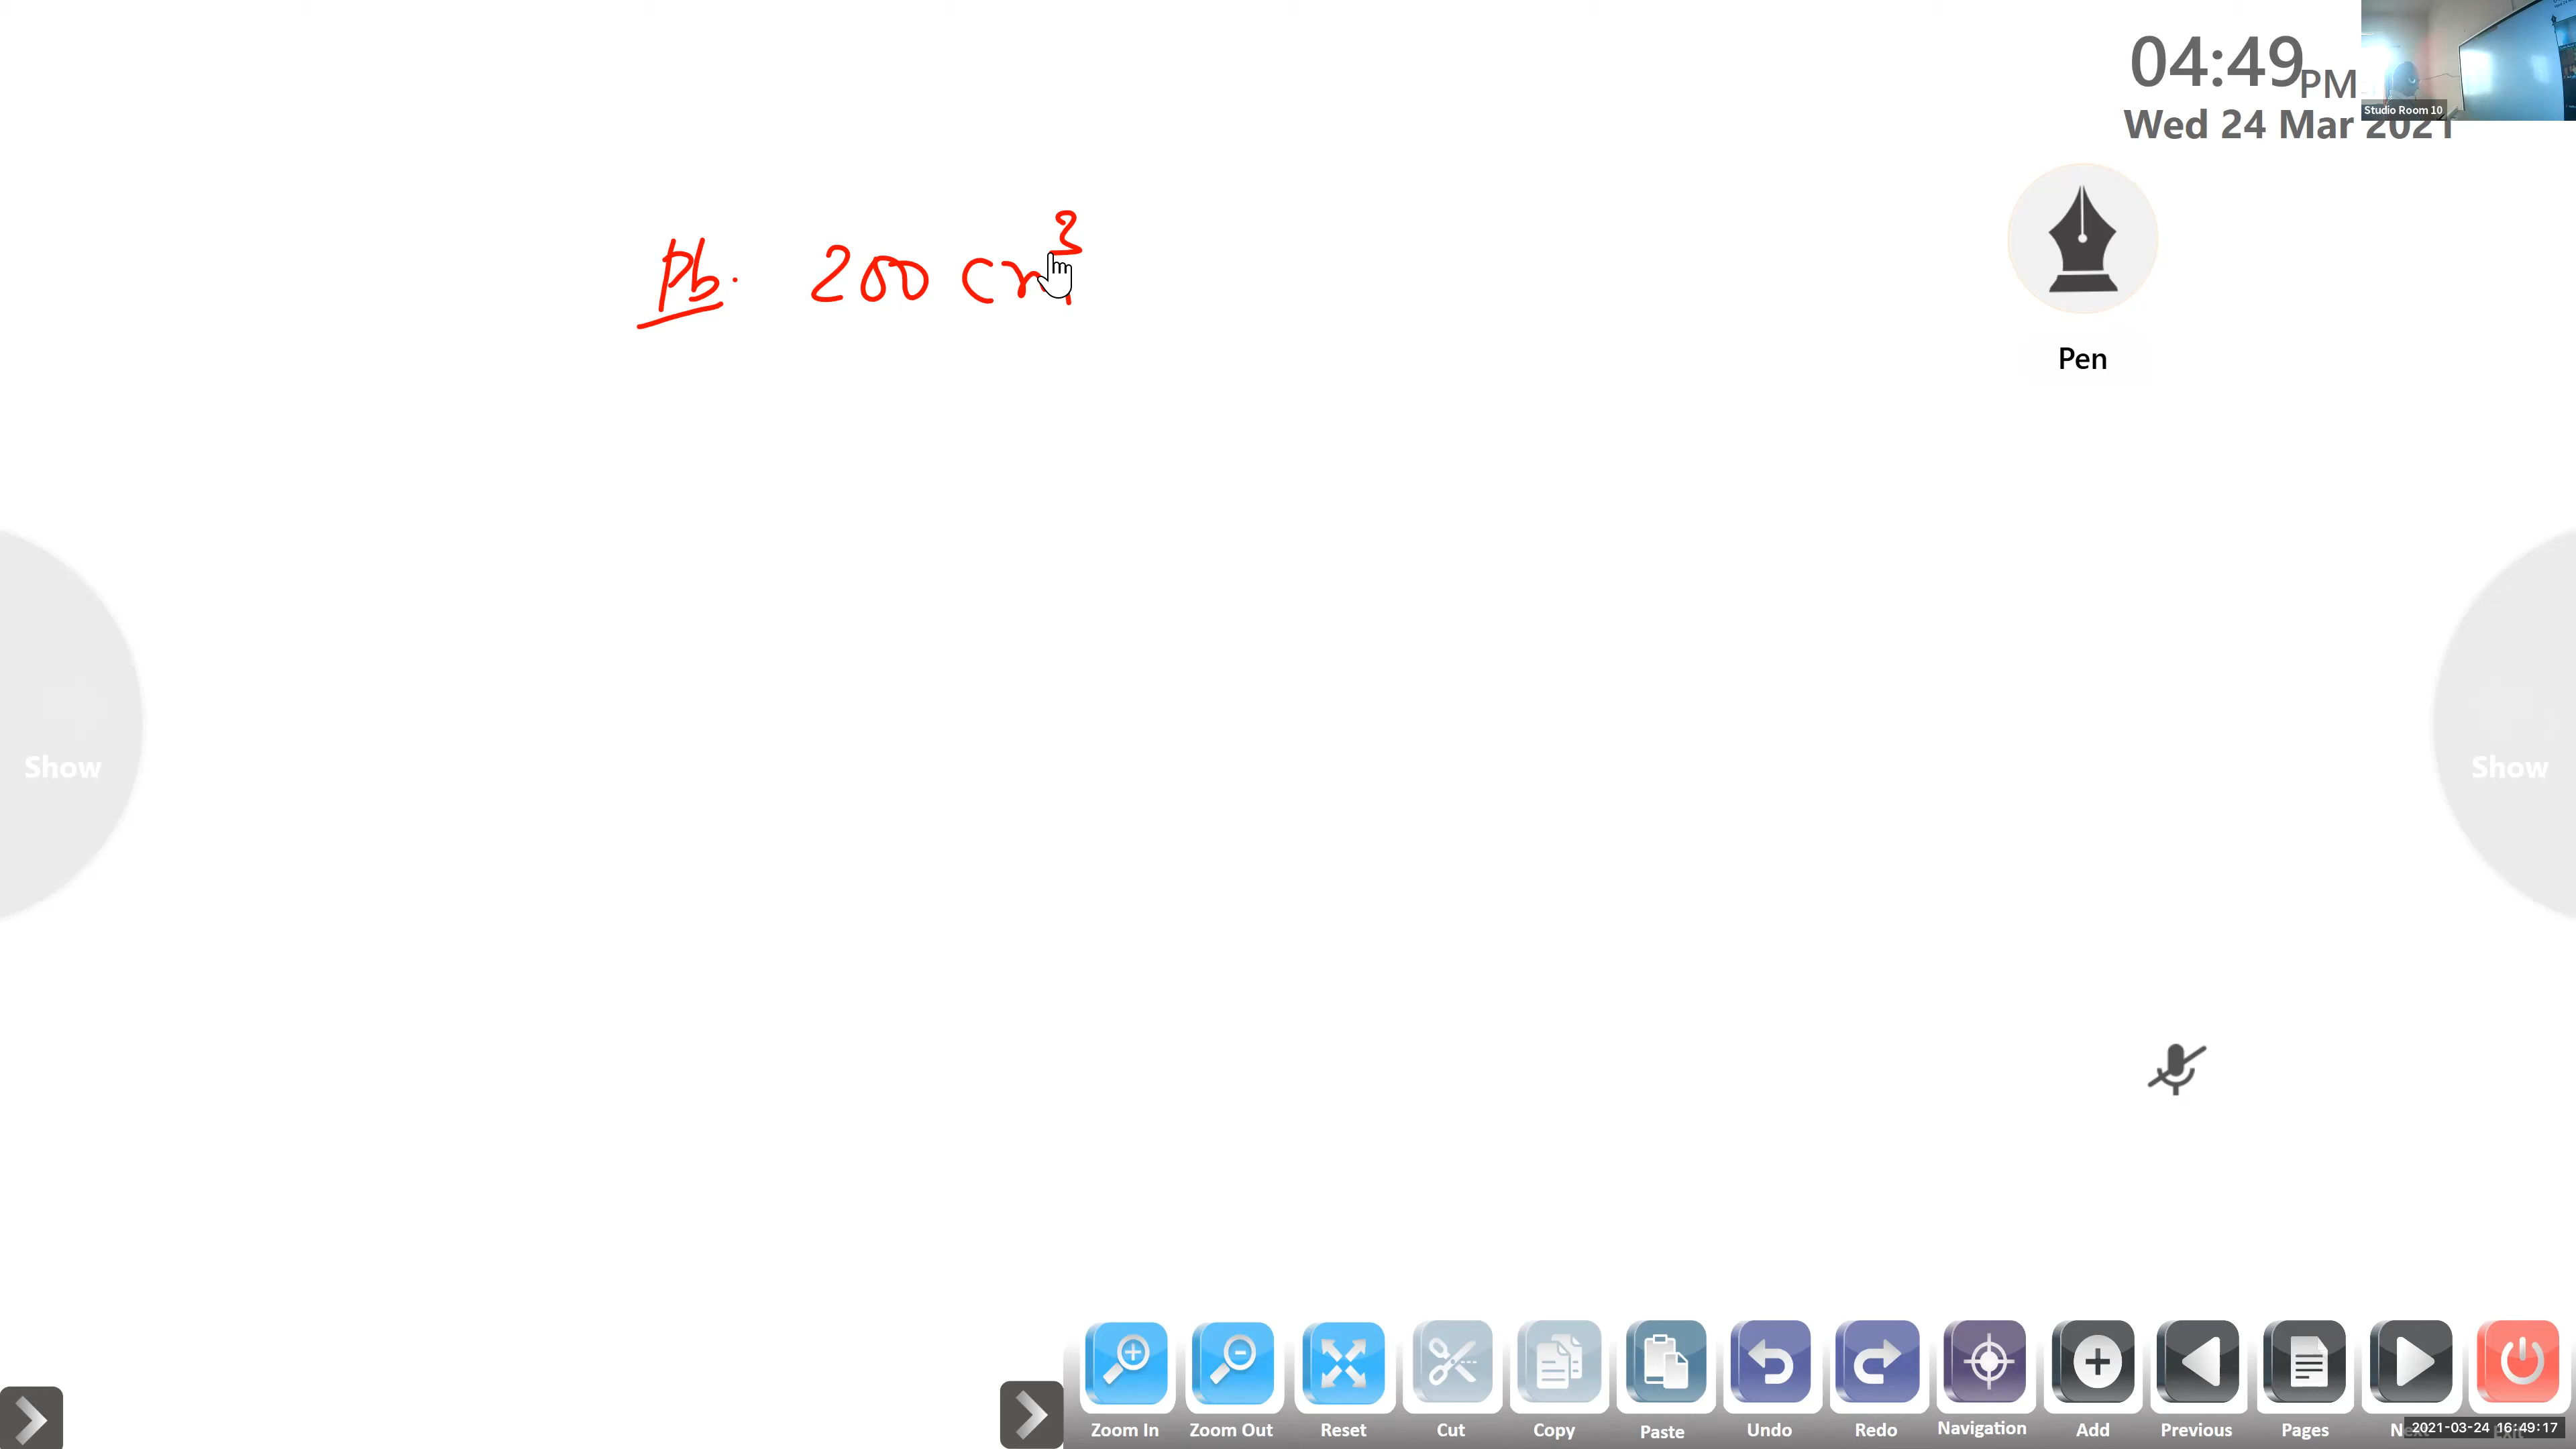 04:49PM
Studio Room 10
Wed 24 Mar 2021
Pb. 200 cm³
Pen
Show
Show
Zoom In Zoom Out Reset Cut Copy Paste Undo Redo Navigation Add Previous Pages
2021-03-24 16:49:17